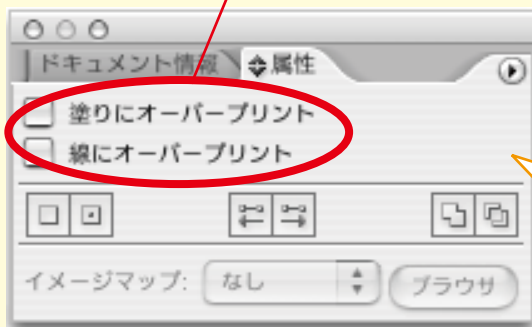 ドキュメント情報 属性
塗りにオーバープリント
線にオーバープリント
イメージマップ: なし ブラウザ